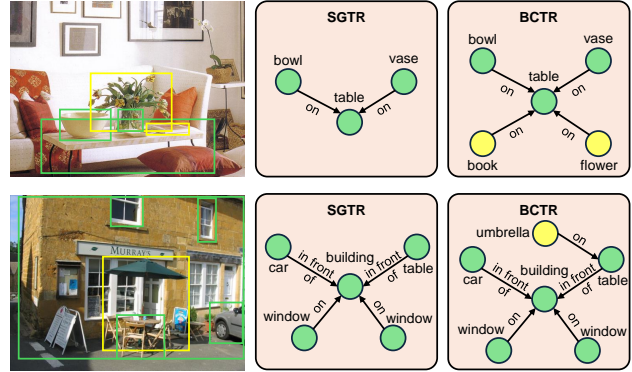 SGTR
bowl
vase
table
on
on
BCTR
bowl
vase
table
on
on
on
on
book
flower
MURRAY'S
SGTR
car
building
table
in front
of
in front
of
on
on
window
window
BCTR
umbrella
on
car
building
table
in front
of
in front
of
on
on
window
window